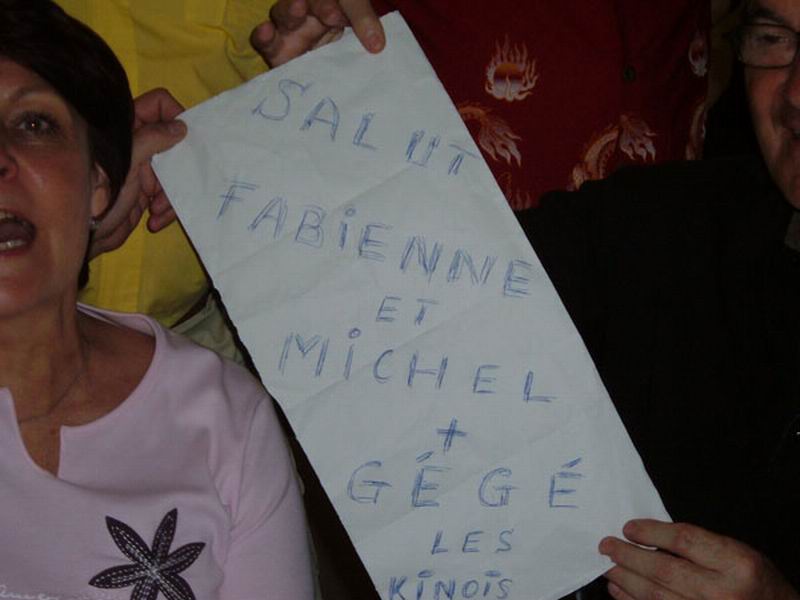 SALUT
FABiENNE
ET
MiCHEL
+
GÉGÉ
LES
KINOIS